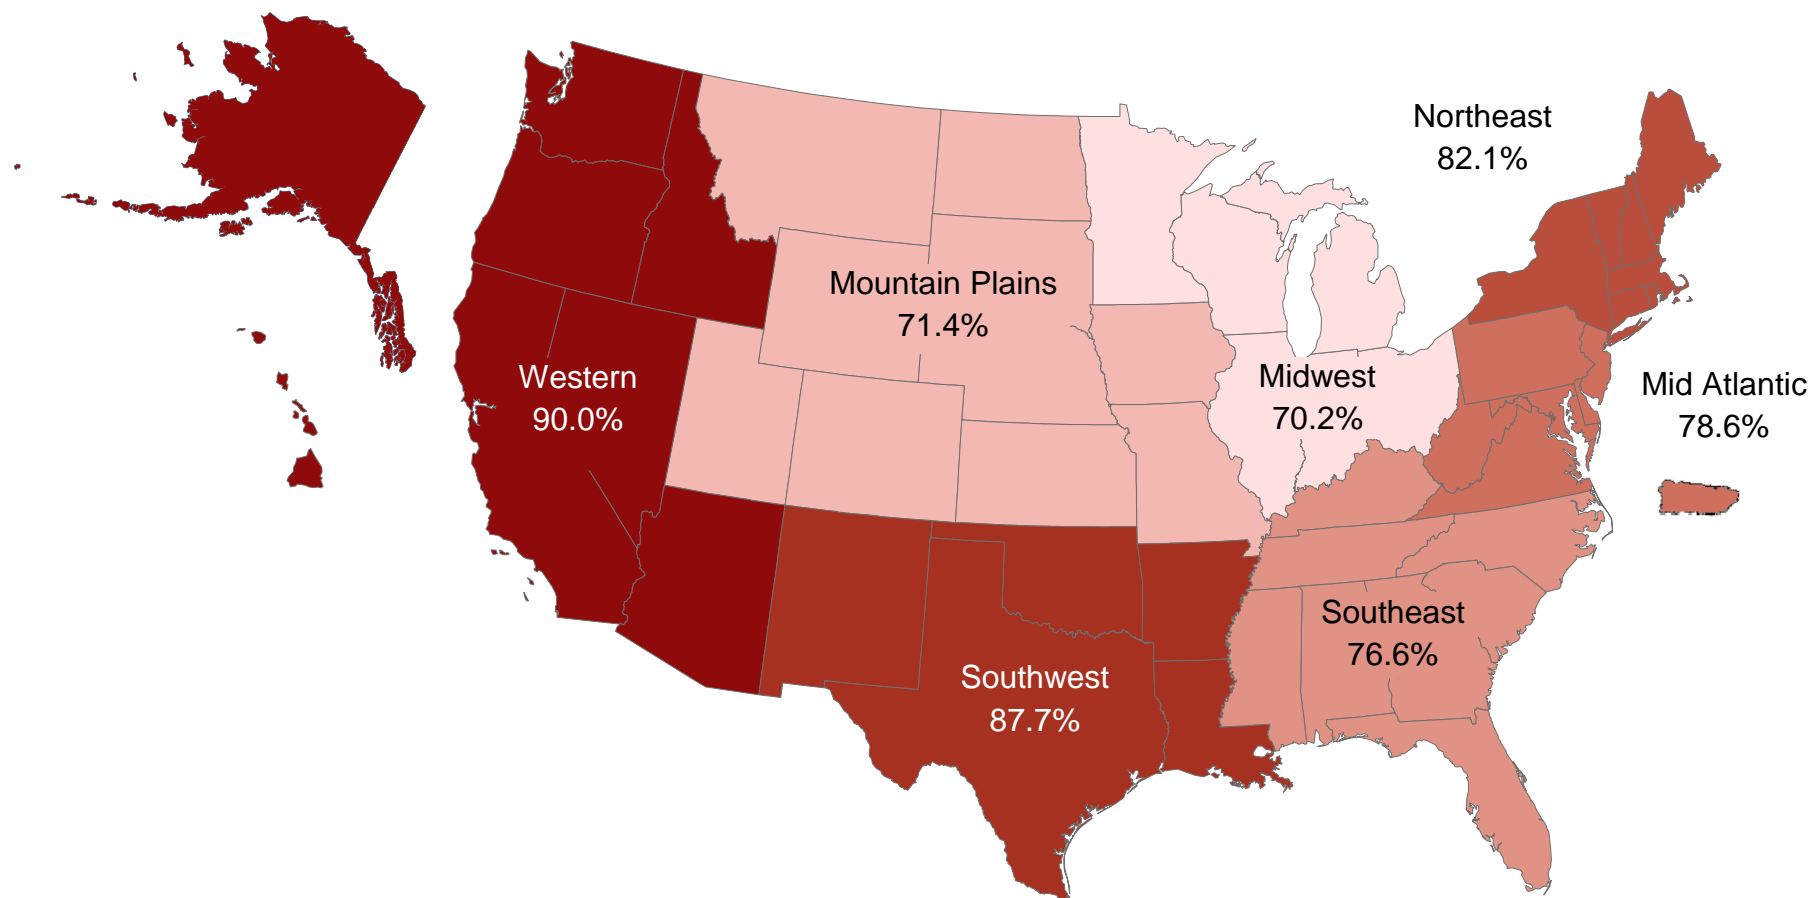 Northeast
82.1%
Mountain Plains
71.4%
Western
90.0%
Midwest
70.2%
Mid Atlantic
78.6%
Southeast
76.6%
Southwest
87.7%